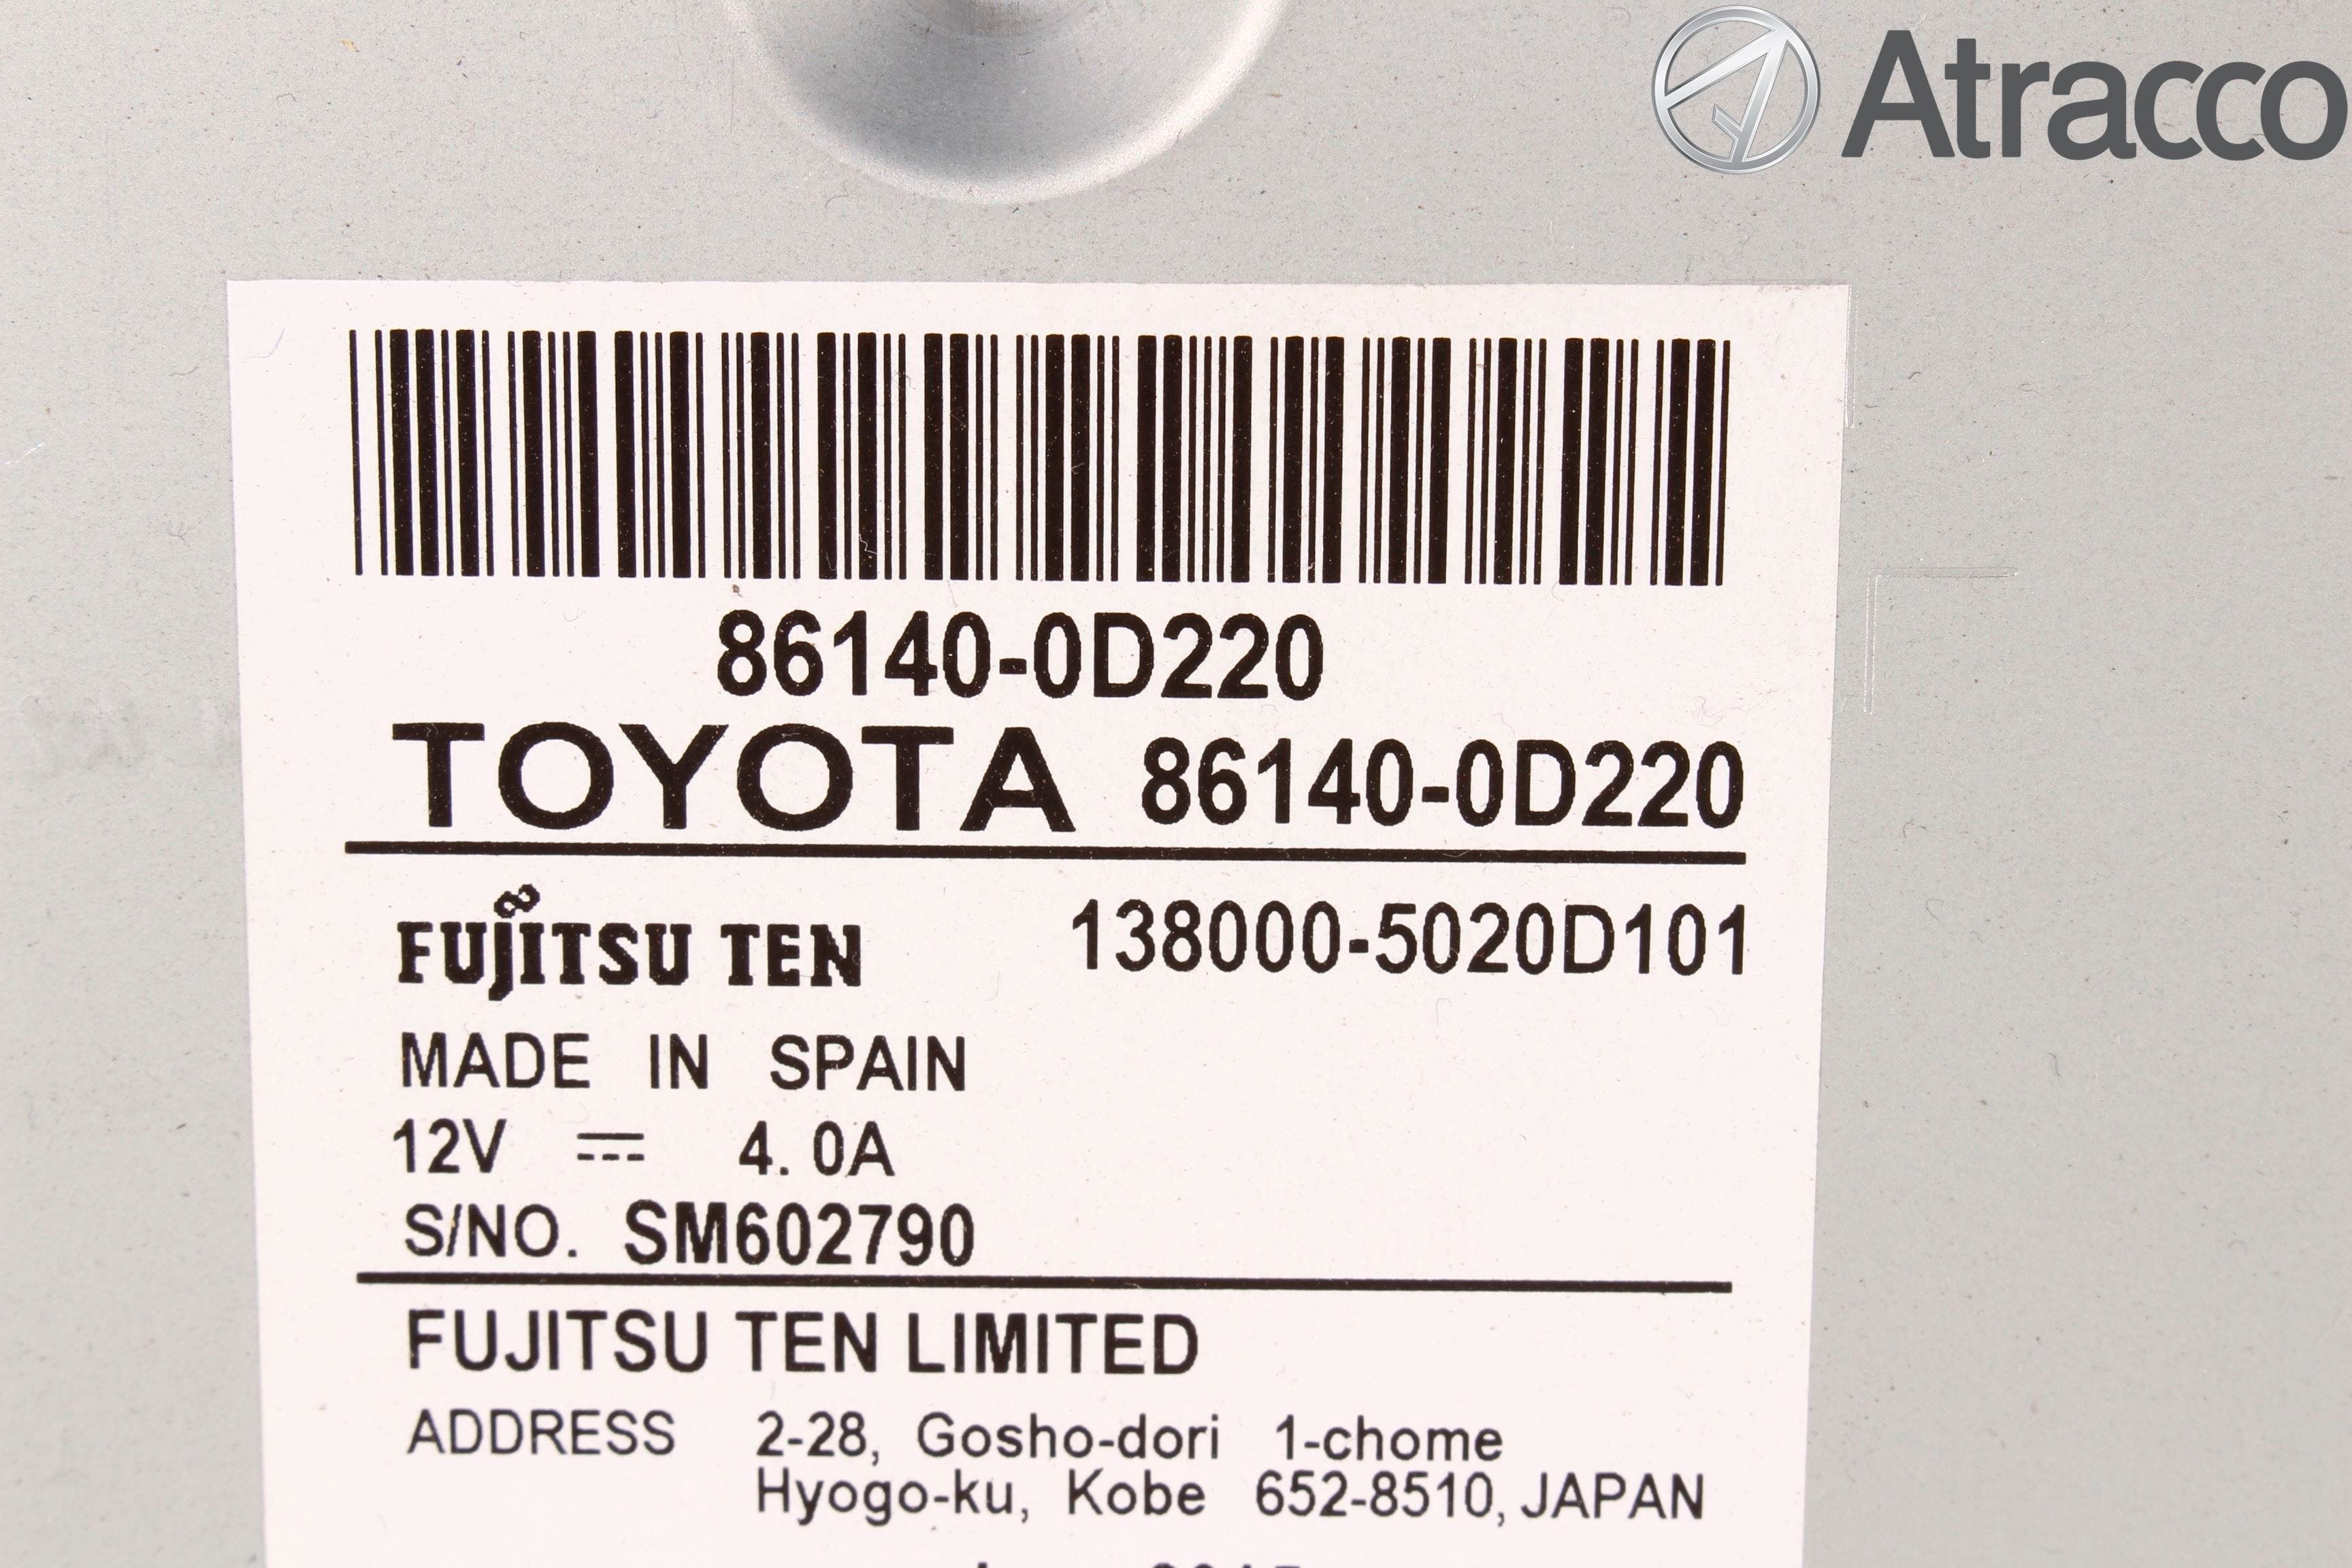 Atracco
86140-0D220
TOYOTA 86140-0D220
FUJITSU TEN 138000-5020D101
MADE IN SPAIN
12V ⎓ 4.0A
S/NO. SM602790
FUJITSU TEN LIMITED
ADDRESS 2-28, Gosho-dori 1-chome
Hyogo-ku, Kobe 652-8510, JAPAN